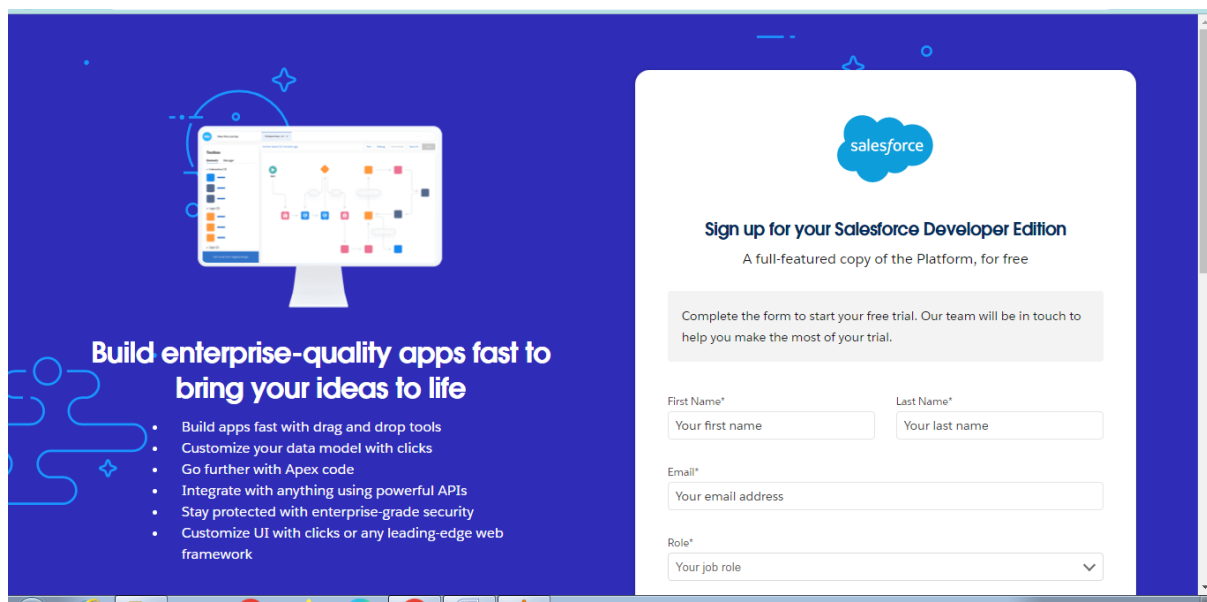 Build enterprise-quality apps fast to
bring your ideas to life
Build apps fast with drag and drop tools
Customize your data model with clicks
Go further with Apex code
Integrate with anything using powerful APIs
Stay protected with enterprise-grade security
Customize UI with clicks or any leading-edge web
framework
salesforce
Sign up for your Salesforce Developer Edition
A full-featured copy of the Platform, for free
Complete the form to start your free trial. Our team will be in touch to
help you make the most of your trial.
First Name*
Last Name*
Your first name
Your last name
Email*
Your email address
Role*
Your job role